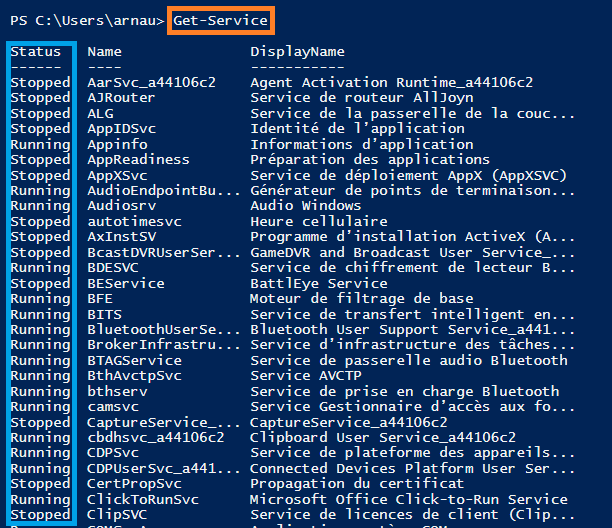 PS C:\Users\arnau> Get-Service
Status Name DisplayName
------ ---- -----------
Stopped AarSvc_a44106c2 Agent Activation Runtime_a44106c2
Stopped AJRouter Service de routeur AllJoyn
Stopped ALG Service de la passerelle de la couc...
Stopped AppIDSvc Identité de l'application
Running Appinfo Informations d'application
Stopped AppReadiness Préparation des applications
Stopped AppXSvc Service de déploiement AppX (AppXSVC)
Running AudioEndpointBu... Générateur de points de terminaison...
Running Audiosrv Audio Windows
Stopped autotimesvc Heure cellulaire
Stopped AxInstSV Programme d'installation ActiveX (A...
Stopped BcastDVRUserSer... GameDVR and Broadcast User Service_...
Running BDESVC Service de chiffrement de lecteur B...
Stopped BEService BattlEye Service
Running BFE Moteur de filtrage de base
Running BITS Service de transfert intelligent en...
Running BluetoothUserSe... Bluetooth User Support Service_a441...
Running BrokerInfrastru... Service d'infrastructure des tâches...
Running BTAGService Service de passerelle audio Bluetooth
Running BthAvctpSvc Service AVCTP
Running bthserv Service de prise en charge Bluetooth
Running camsvc Service Gestionnaire d'accès aux fo...
Stopped CaptureService_... CaptureService_a44106c2
Running cbdhsvc_a44106c2 Clipboard User Service_a44106c2
Running CDPSvc Service de plateforme des appareils...
Running CDPUserSvc_a441... Connected Devices Platform User Ser...
Stopped CertPropSvc Propagation du certificat
Running ClickToRunSvc Microsoft Office Click-to-Run Service
Stopped ClipSVC Service de licences de client (Clip...